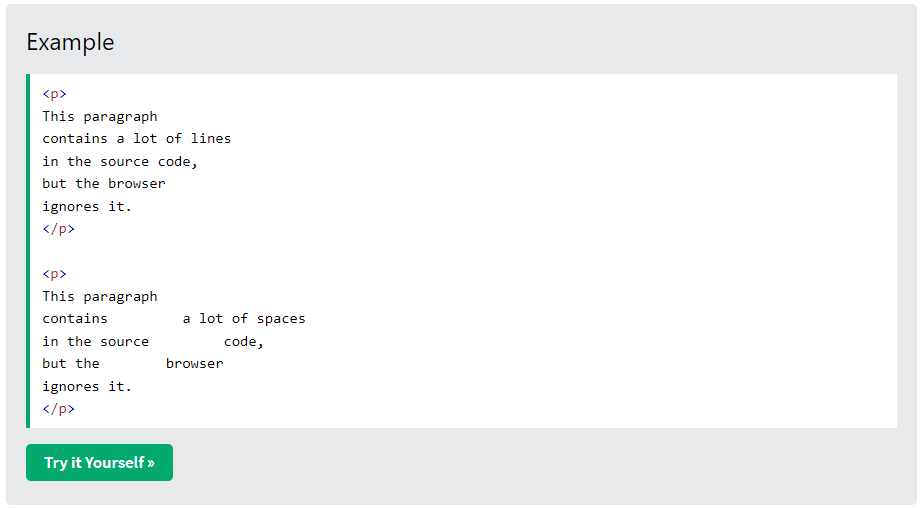 Example
<p>
This paragraph
contains a lot of lines
in the source code,
but the browser
ignores it.
</p>

<p>
This paragraph
contains         a lot of spaces
in the source         code,
but the        browser
ignores it.
</p>
Try it Yourself »